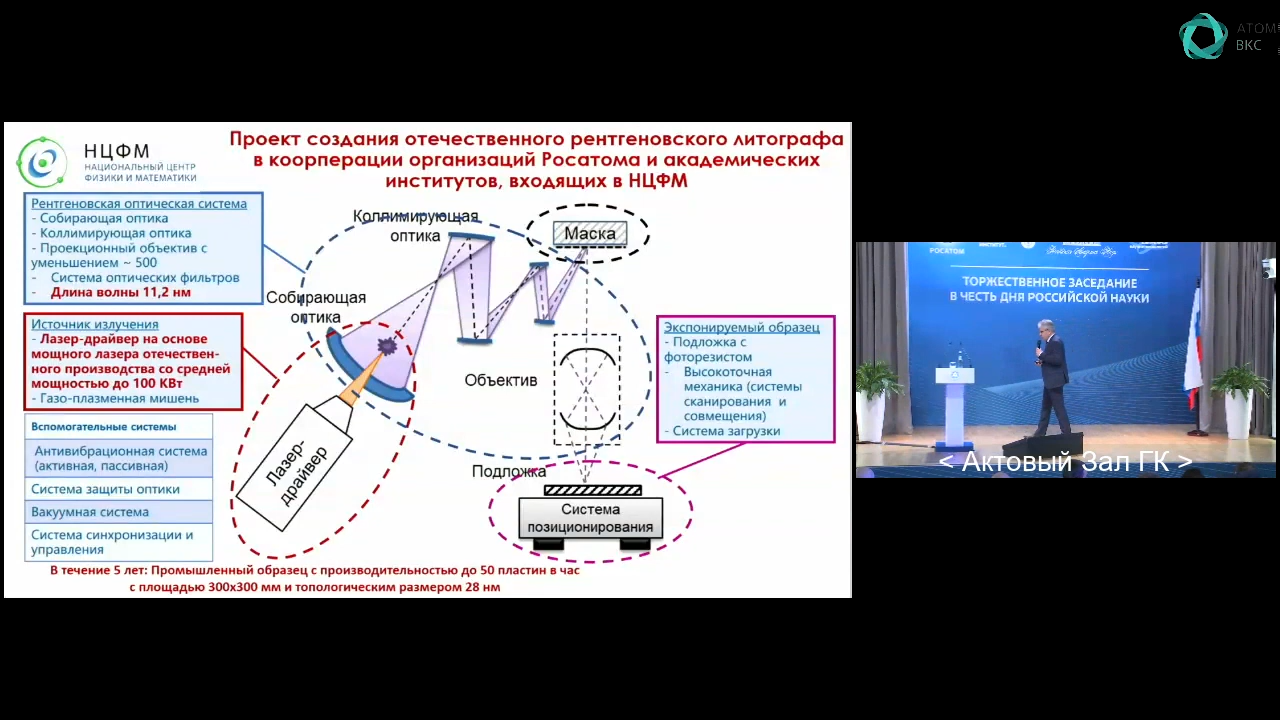 АТОМ
ВКС
НЦФМ
НАЦИОНАЛЬНЫЙ ЦЕНТР
ФИЗИКИ И МАТЕМАТИКИ
Проект создания отечественного рентгеновского литографа
в коорперации организаций Росатома и академических
институтов, входящих в НЦФМ
Рентгеновская оптическая система
- Собирающая оптика
- Коллимирующая оптика
- Проекционный объектив с
уменьшением ~ 500
- Система оптических фильтров
- Длина волны 11,2 нм
Источник излучения
- Лазер-драйвер на основе
мощного лазера отечествен-
ного производства со средней
мощностью до 100 КВт
- Газо-плазменная мишень
Вспомогательные системы
Антивибрационная система
(активная, пассивная)
Система защиты оптики
Вакуумная система
Система синхронизации и
управления
Коллимирующая
оптика
Маска
Собирающая
оптика
Объектив
Лазер-
драйвер
Подложка
Система
позиционирования
Экспонируемый образец
- Подложка с
фоторезистом
- Высокоточная
механика (системы
сканирования и
совмещения)
- Система загрузки
В течение 5 лет: Промышленный образец с производительностью до 50 пластин в час
с площадью 300х300 мм и топологическим размером 28 нм
РОСАТОМ
ТОРЖЕСТВЕННОЕ ЗАСЕДАНИЕ
В ЧЕСТЬ ДНЯ РОССИЙСКОЙ НАУКИ
< Актовый Зал ГК >